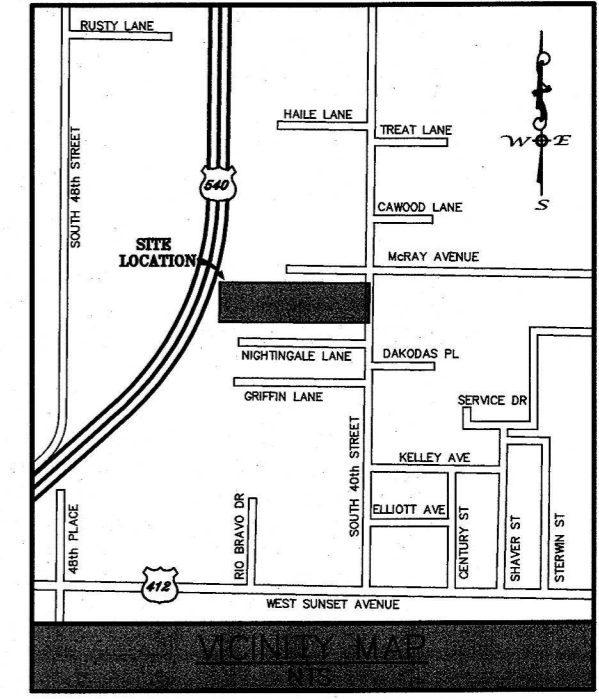 RUSTY LANE
HAILE LANE
TREAT LANE
W E
S
540
SOUTH 48th STREET
CAWOOD LANE
SITE
LOCATION
McRAY AVENUE
NIGHTINGALE LANE
DAKODAS PL
GRIFFIN LANE
SERVICE DR
SOUTH 40th STREET
KELLEY AVE
ELLIOTT AVE
48th PLACE
RIO BRAVO DR
CENTURY ST
SHAVER ST
STERWIN ST
412
WEST SUNSET AVENUE
VICINITY MAP
NTS